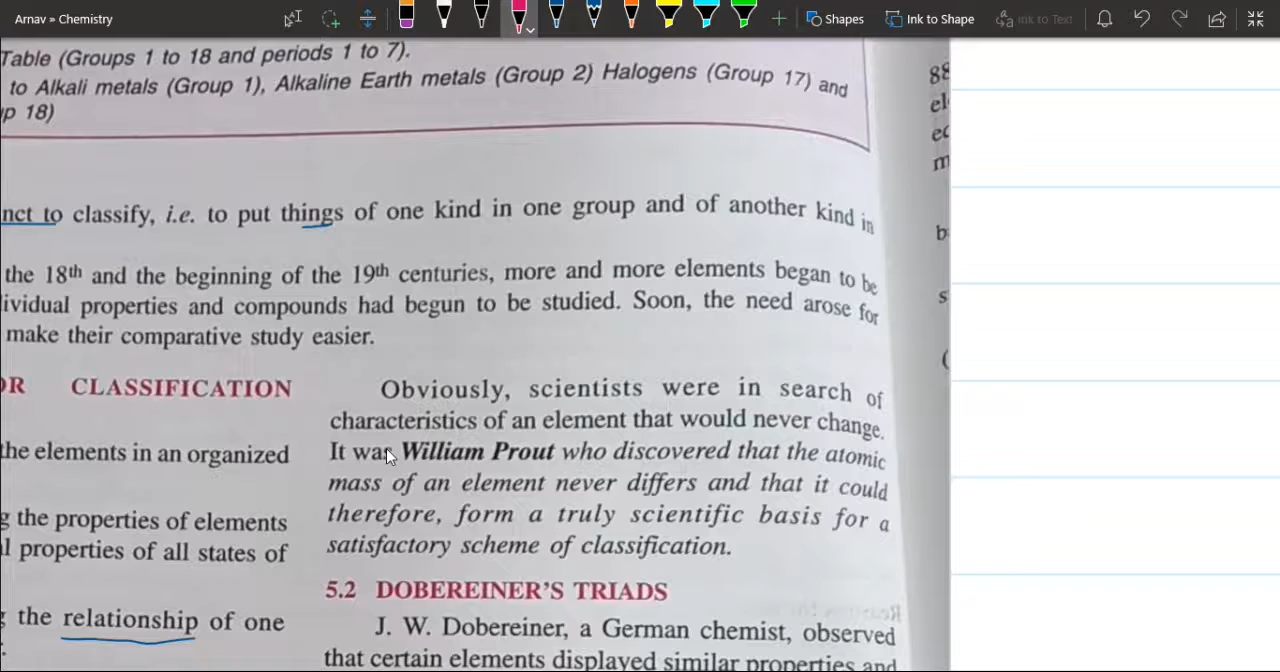 Arnav » Chemistry
Shapes
Ink to Shape
Ink to Text
Table (Groups 1 to 18 and periods 1 to 7).
to Alkali metals (Group 1), Alkaline Earth metals (Group 2) Halogens (Group 17) and
p 18)
nct to classify, i.e. to put things of one kind in one group and of another kind in
the 18th and the beginning of the 19th centuries, more and more elements began to be
ividual properties and compounds had begun to be studied. Soon, the need arose for
make their comparative study easier.
OR CLASSIFICATION
the elements in an organized
g the properties of elements
l properties of all states of
g the relationship of one
Obviously, scientists were in search of
characteristics of an element that would never change.
It was William Prout who discovered that the atomic
mass of an element never differs and that it could
therefore, form a truly scientific basis for a
satisfactory scheme of classification.
5.2 DOBEREINER'S TRIADS
J. W. Dobereiner, a German chemist, observed
that certain elements displayed similar properties and
88
el
ec
m
b
s
(